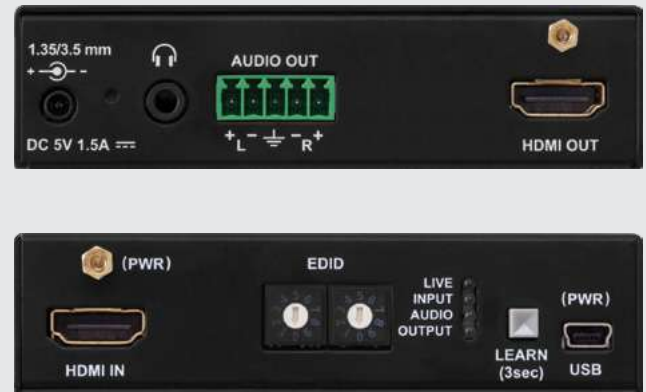 1.35/3.5 mm
+ -
AUDIO OUT
DC 5V 1.5A
+ L - - R +
HDMI OUT
(PWR)
EDID
LIVE
INPUT
AUDIO
OUTPUT
(PWR)
HDMI IN
LEARN
(3sec)
USB